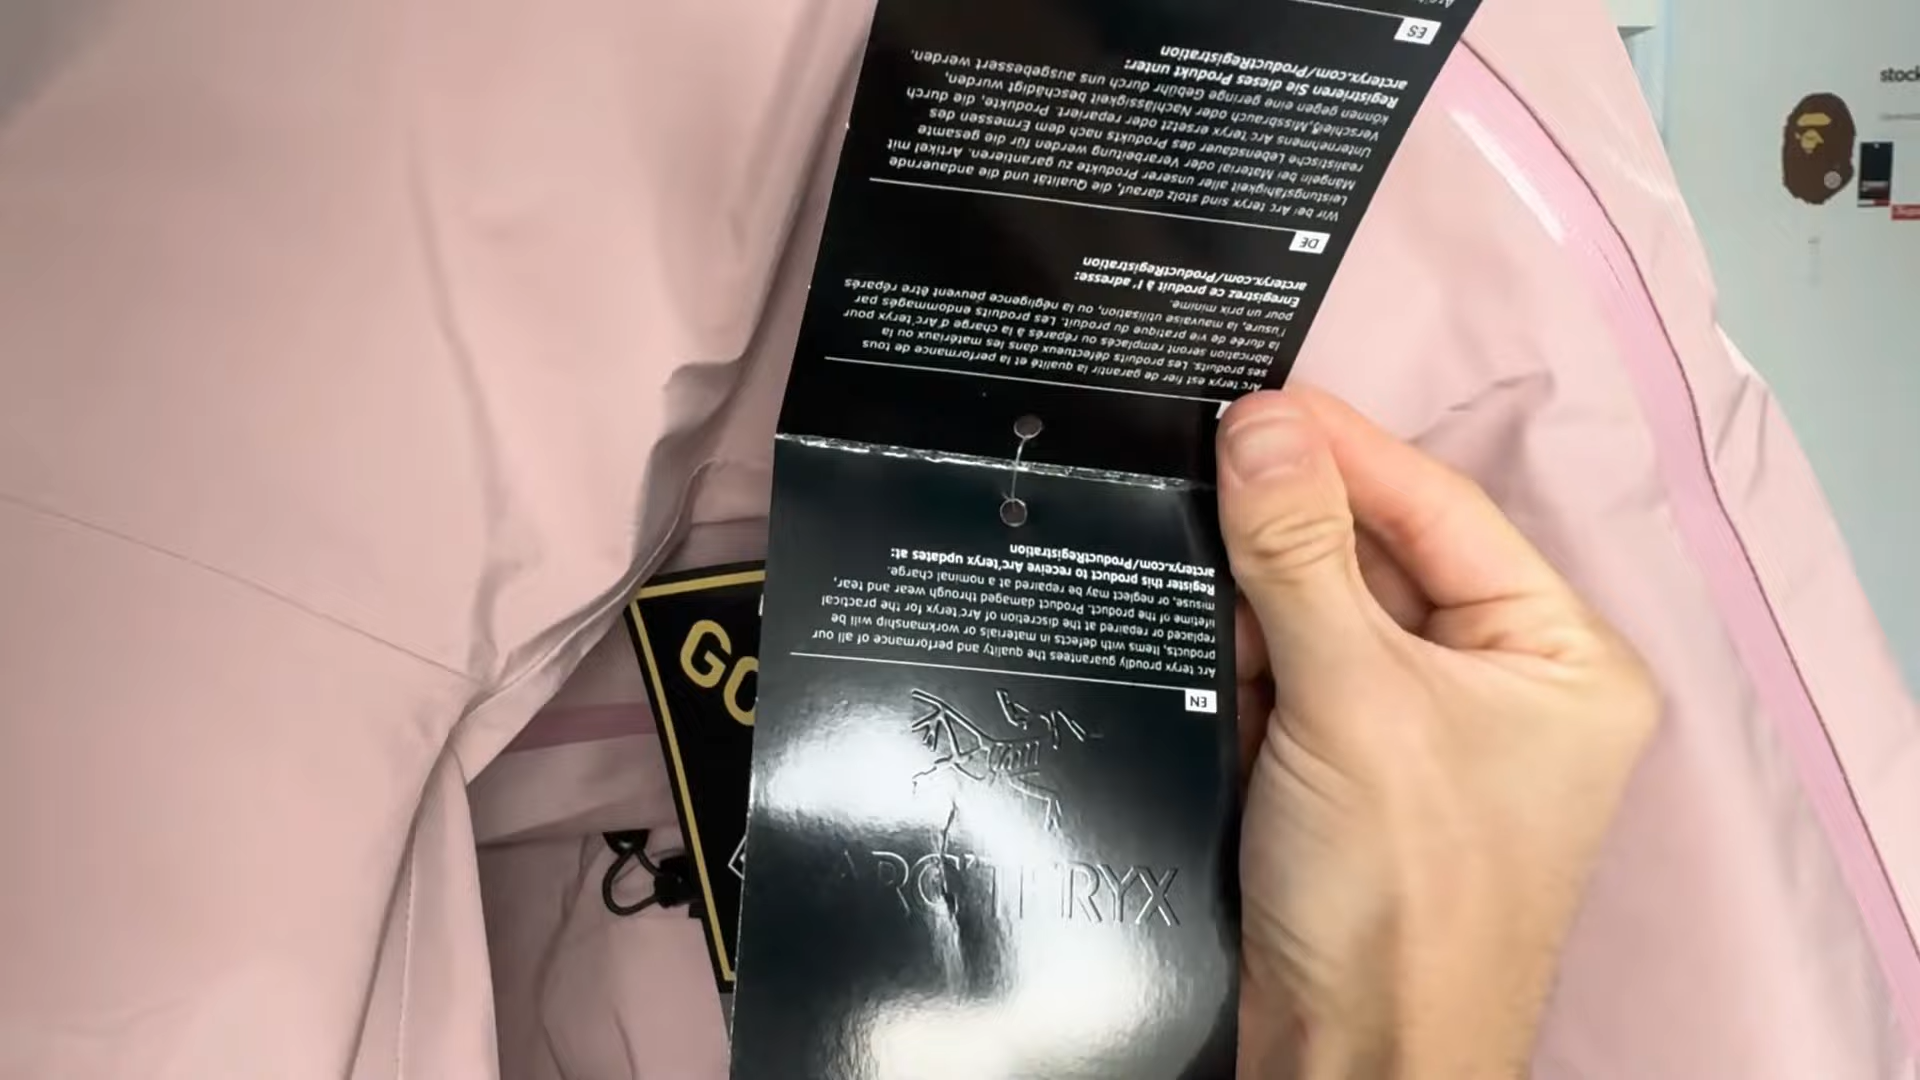 ARC'TERYX
EN
Arc'teryx proudly guarantees the quality and performance of all our
products, Items with defects in materials or workmanship will be
replaced or repaired at the discretion of Arc'teryx for the practical
lifetime of the product. Product damaged through wear and tear,
misuse, or neglect may be repaired at a nominal charge.
Register this product to receive Arc'teryx updates at:
arcteryx.com/ProductRegistration
Arc'teryx est fier de garantir la qualité et la performance de tous
ses produits. Les produits défectueux dans les matériaux ou la
fabrication seront remplacés ou réparés à la charge d'Arc'teryx pour
la durée de vie pratique du produit. Les produits endommagés par
l'usure, la mauvaise utilisation, ou la négligence peuvent être réparés
pour un prix minime.
Enregistrez ce produit à l'adresse:
arcteryx.com/ProductRegistration
DE
Wir bei Arc'teryx sind stolz darauf, die Qualität und die andauernde
Leistungsfähigkeit aller unserer Produkte zu garantieren. Artikel mit
Mängeln bei Material oder Verarbeitung werden für die gesamte
realistische Lebensdauer des Produkts nach dem Ermessen des
Unternehmens Arc'teryx ersetzt oder repariert. Produkte, die durch
Verschleiß, Missbrauch oder Nachlässigkeit beschädigt wurden,
können gegen eine geringe Gebühr durch uns ausgebessert werden.
Registrieren Sie dieses Produkt unter:
arcteryx.com/ProductRegistration
ES
GO
stock